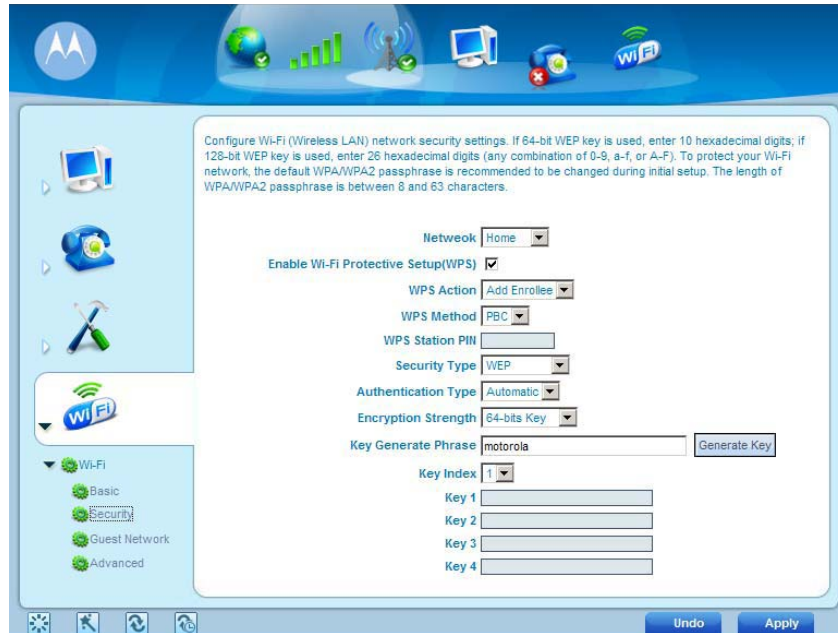 WiFi
Configure Wi-Fi (Wireless LAN) network security settings. If 64-bit WEP key is used, enter 10 hexadecimal digits; if
128-bit WEP key is used, enter 26 hexadecimal digits (any combination of 0-9, a-f, or A-F). To protect your Wi-Fi
network, the default WPA/WPA2 passphrase is recommended to be changed during initial setup. The length of
WPA/WPA2 passphrase is between 8 and 63 characters.
Netweok Home
Enable Wi-Fi Protective Setup(WPS)
WPS Action Add Enrollee
WPS Method PBC
WPS Station PIN
Security Type WEP
Authentication Type Automatic
Encryption Strength 64-bits Key
Key Generate Phrase motorola Generate Key
Key Index 1
Key 1
Key 2
Key 3
Key 4
WiFi
Wi-Fi
Basic
Security
Guest Network
Advanced
Undo Apply